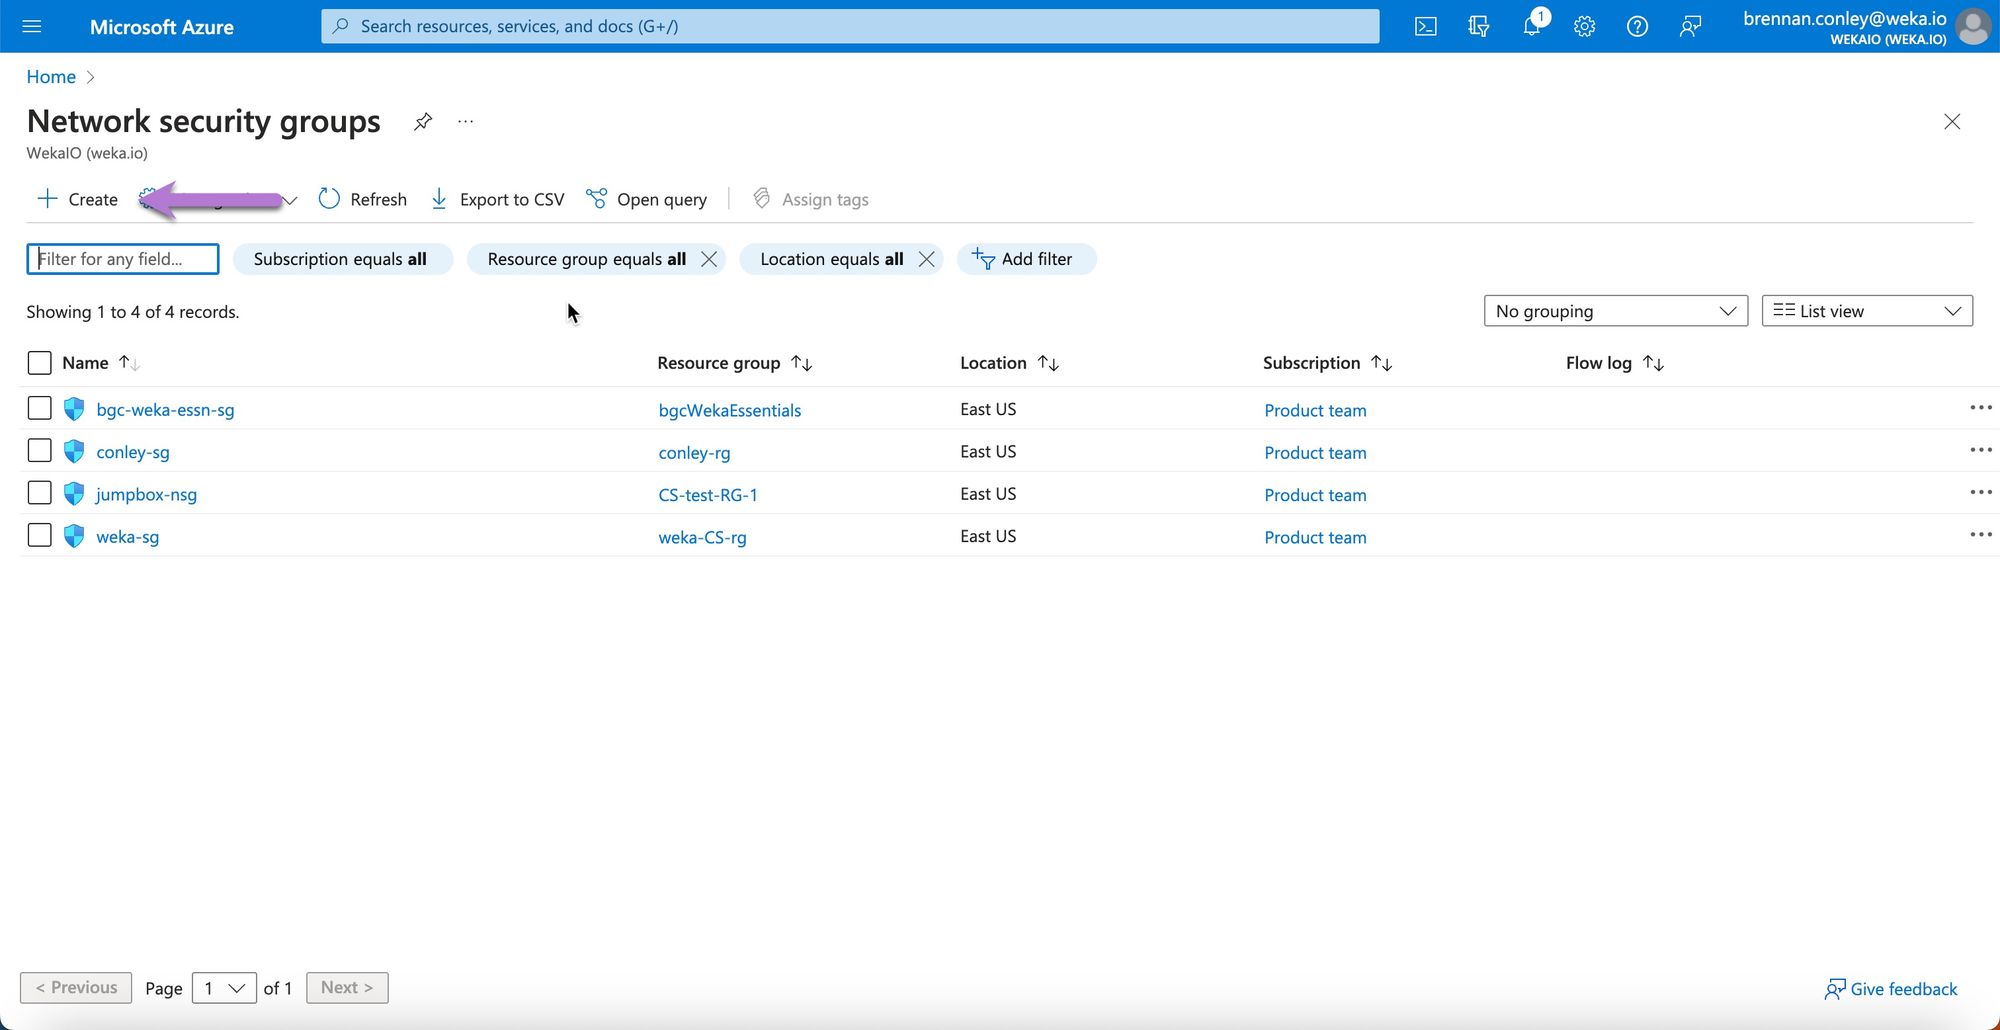 Microsoft Azure
Search resources, services, and docs (G+/)
1
brennan.conley@weka.io
WEKAIO (WEKA.IO)
Home
Network security groups
...
WekaIO (weka.io)
Create
Refresh
Export to CSV
Open query
Assign tags
Filter for any field...
Subscription equals all
Resource group equals all
Location equals all
Add filter
Showing 1 to 4 of 4 records.
No grouping
List view
Name Resource group Location Subscription Flow log
bgc-weka-essn-sg bgcWekaEssentials East US Product team
conley-sg conley-rg East US Product team
jumpbox-nsg CS-test-RG-1 East US Product team
weka-sg weka-CS-rg East US Product team
< Previous Page 1 of 1 Next >
Give feedback